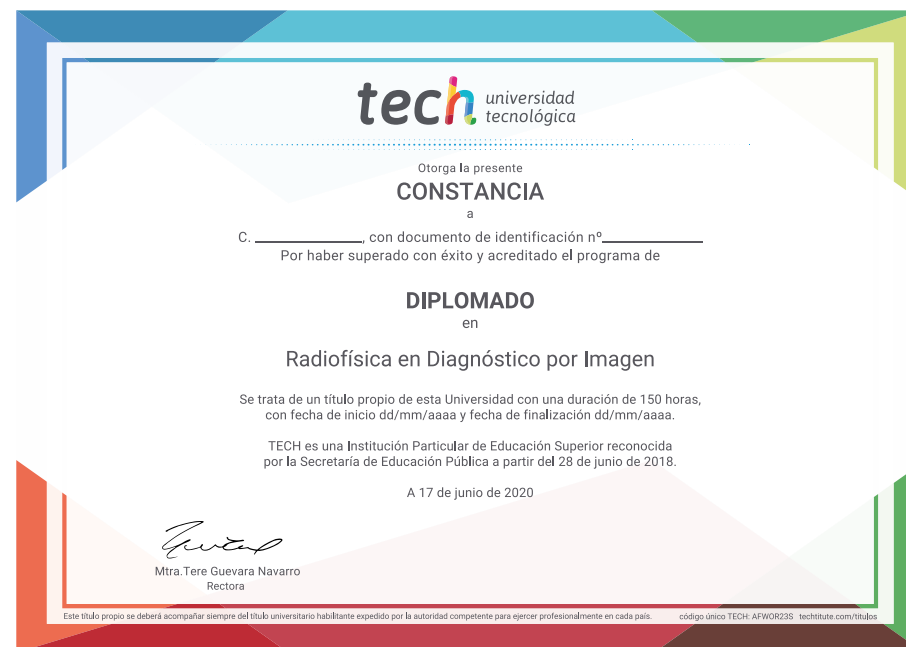 tech universidad
tecnológica
Otorga la presente
CONSTANCIA
a
C. ____________, con documento de identificación nº____________
Por haber superado con éxito y acreditado el programa de
DIPLOMADO
en
Radiofísica en Diagnóstico por Imagen
Se trata de un título propio de esta Universidad con una duración de 150 horas,
con fecha de inicio dd/mm/aaaa y fecha de finalización dd/mm/aaaa.
TECH es una Institución Particular de Educación Superior reconocida
por la Secretaría de Educación Pública a partir del 28 de junio de 2018.
A 17 de junio de 2020
Mtra.Tere Guevara Navarro
Rectora
Este título propio se deberá acompañar siempre del título universitario habilitante expedido por la autoridad competente para ejercer profesionalmente en cada país. código único TECH: AFWOR23S techtitute.com/titulos